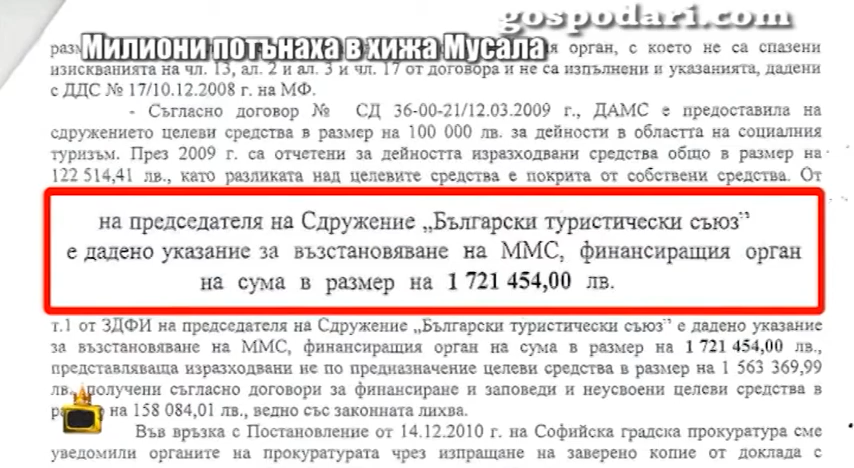 gospodari.com
Милиони потънаха в хижа Мусала
орган, с което не са спазени
изискванията на чл. 13, ал. 2 и ал. 3 и чл. 17 от договора и не са изпълнени и указанията, дадени
с ДДС № 17/10.12.2008 г. на МФ.
- Съгласно договор № СД 36-00-21/12.03.2009 г., ДАМС е предоставила на
сдружението целеви средства в размер на 100 000 лв. за дейности в областта на социалния
туризъм. През 2009 г. са отчетени за дейността изразходвани средства общо в размер на
122 514,41 лв., като разликата над целевите средства е покрита от собствени средства. От
на председателя на Сдружение „Български туристически съюз”
е дадено указание за възстановяване на ММС, финансиращия орган
на сума в размер на 1 721 454,00 лв.
т.1 от ЗДФИ на председателя на Сдружение „Български туристически съюз” е дадено указание
за възстановяване на ММС, финансиращия орган на сума в размер на 1 721 454,00 лв.,
представляваща изразходвани не по предназначение целеви средства в размер на 1 563 369,99
лв., получени съгласно договори за финансиране и заповеди и неусвоени целеви средства в
на 158 084,01 лв., ведно със законната лихва.
Във връзка с Постановление от 14.12.2010 г. на Софийска градска прокуратура сме
уведомили органите на прокуратурата чрез изпращане на заверено копие от доклада с